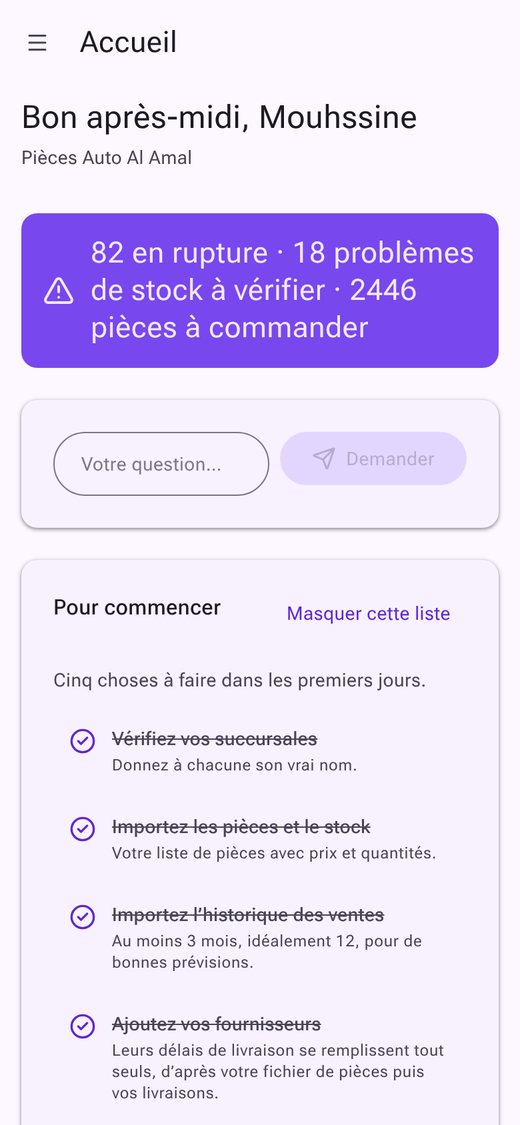 Accueil
Bon après-midi, Mouhssine
Pièces Auto Al Amal
82 en rupture · 18 problèmes
de stock à vérifier · 2446
pièces à commander
Votre question...
Demander
Pour commencer
Masquer cette liste
Cinq choses à faire dans les premiers jours.
Vérifiez vos succursales
Donnez à chacune son vrai nom.
Importez les pièces et le stock
Votre liste de pièces avec prix et quantités.
Importez l’historique des ventes
Au moins 3 mois, idéalement 12, pour de
bonnes prévisions.
Ajoutez vos fournisseurs
Leurs délais de livraison se remplissent tout
seuls, d’après votre fichier de pièces puis
vos livraisons.